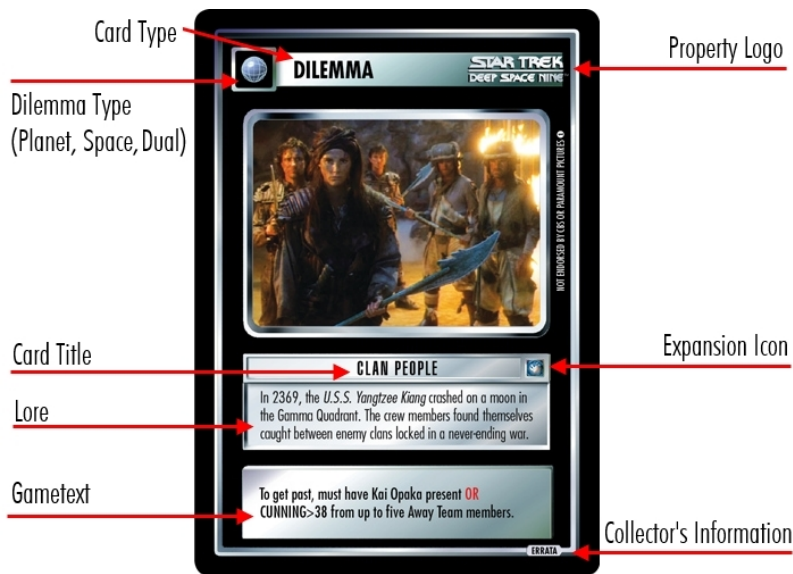 Card Type
Property Logo
DILEMMA
STAR TREK
DEEP SPACE NINE
Dilemma Type
(Planet, Space, Dual)
NOT ENDORSED BY CBS OR PARAMOUNT PICTURES
Card Title
CLAN PEOPLE
Expansion Icon
Lore
In 2369, the U.S.S. Yangtzee Kiang crashed on a moon in
the Gamma Quadrant. The crew members found themselves
caught between enemy clans locked in a never-ending war.
Gametext
To get past, must have Kai Opaka present OR
CUNNING>38 from up to five Away Team members.
Collector's Information
ERRATA